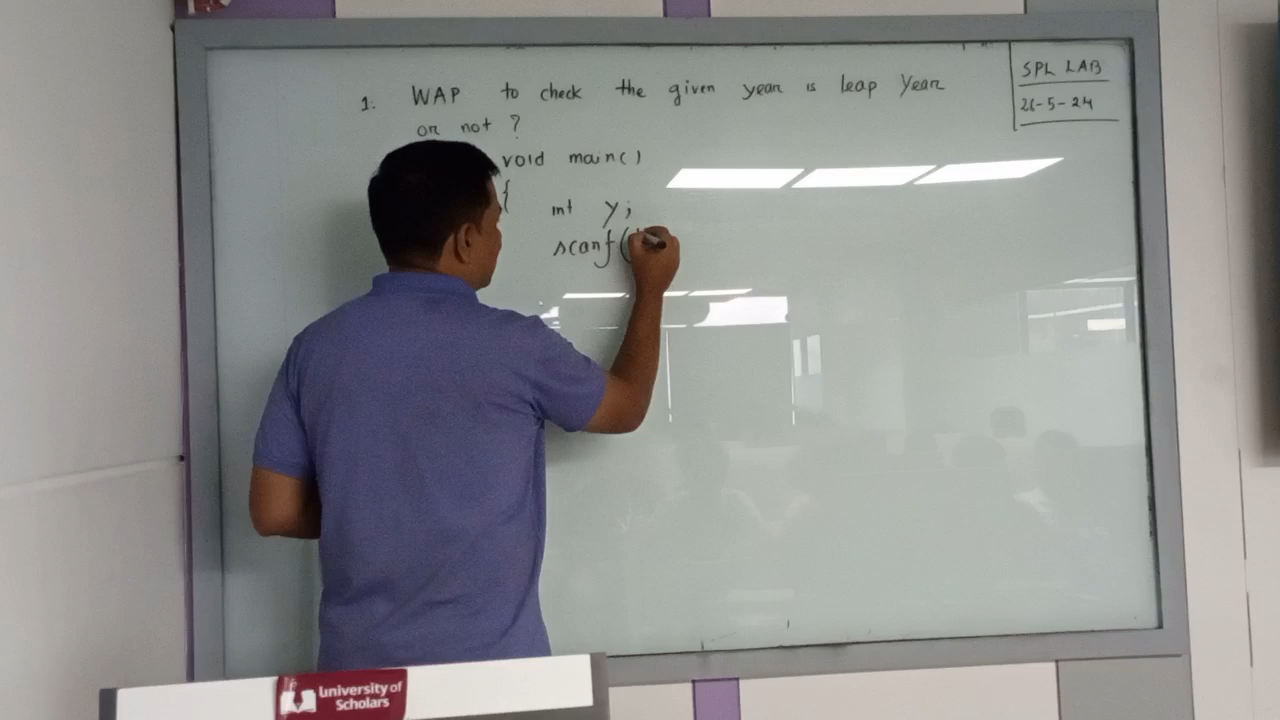 SPL LAB
26-5-24
1. WAP to check the given year is leap Year
or not ?
void main()
{
int y;
scanf("
University of
Scholars